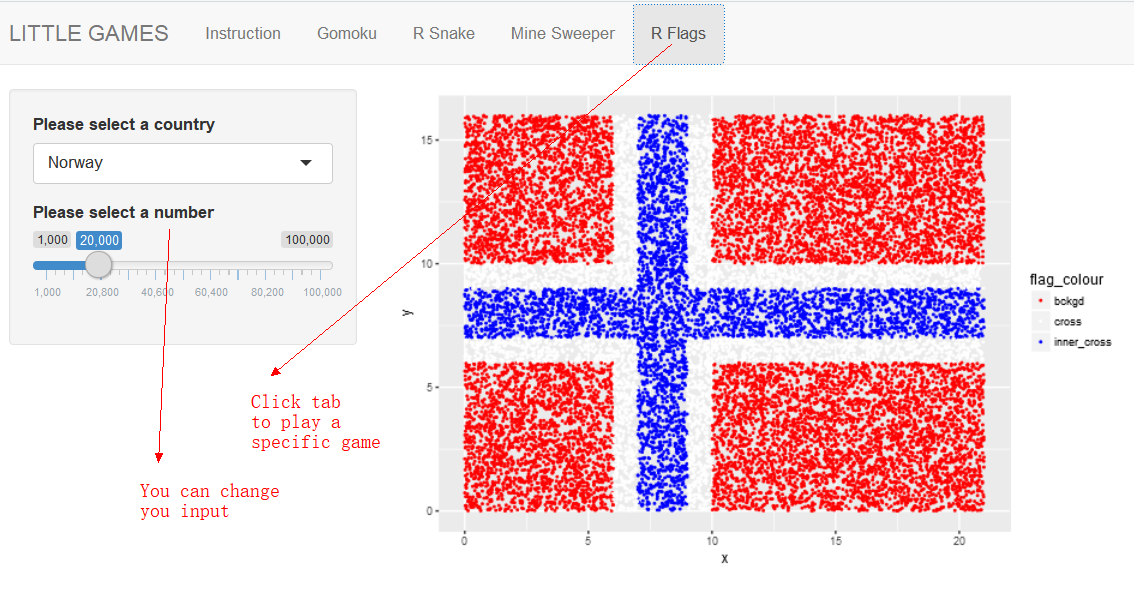 LITTLE GAMES Instruction Gomoku R Snake Mine Sweeper R Flags
Please select a country
Norway
Please select a number
1,000 20,000 100,000
1,000 20,800 40,600 60,400 80,200 100,000
Click tab
to play a
specific game
You can change
you input
15
10
5
0
y
0 5 10 15 20
x
flag_colour
bckgd
cross
inner_cross